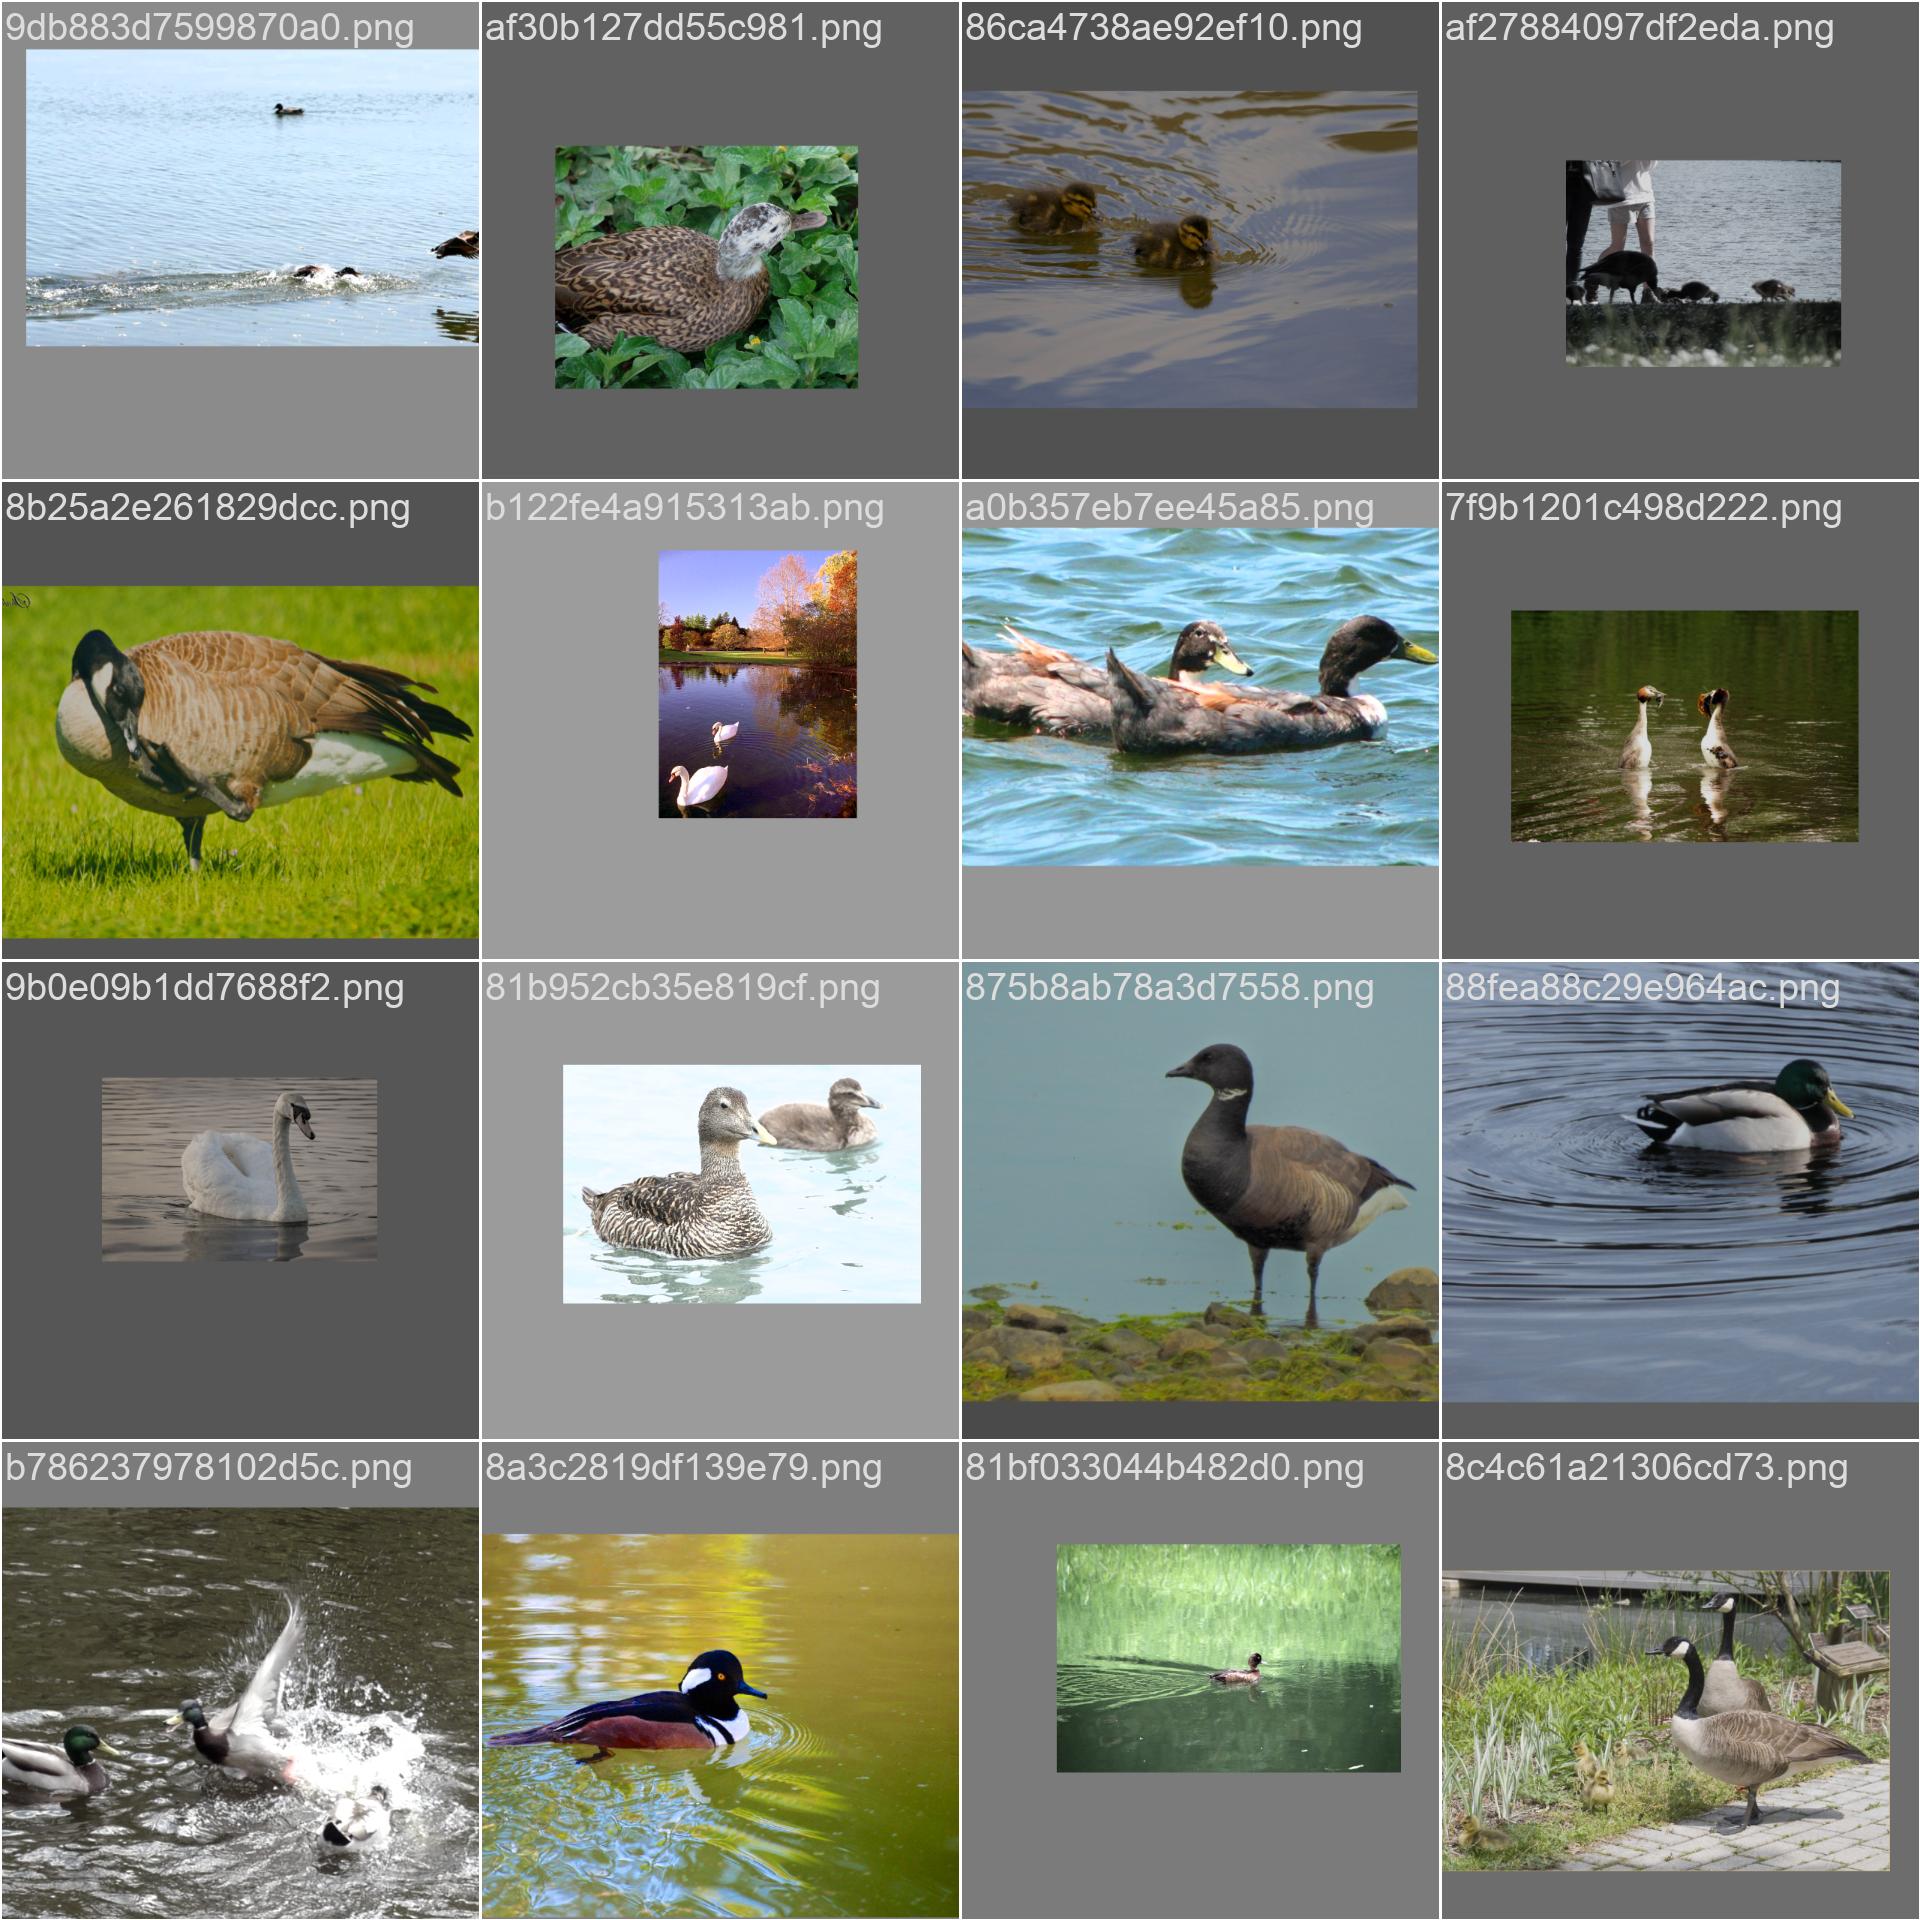 9db883d7599870a0.png
af30b127dd55c981.png
86ca4738ae92ef10.png
af27884097df2eda.png
8b25a2e261829dcc.png
b122fe4a915313ab.png
a0b357eb7ee45a85.png
7f9b1201c498d222.png
9b0e09b1dd7688f2.png
81b952cb35e819cf.png
875b8ab78a3d7558.png
88fea88c29e964ac.png
b786237978102d5c.png
8a3c2819df139e79.png
81bf033044b482d0.png
8c4c61a21306cd73.png